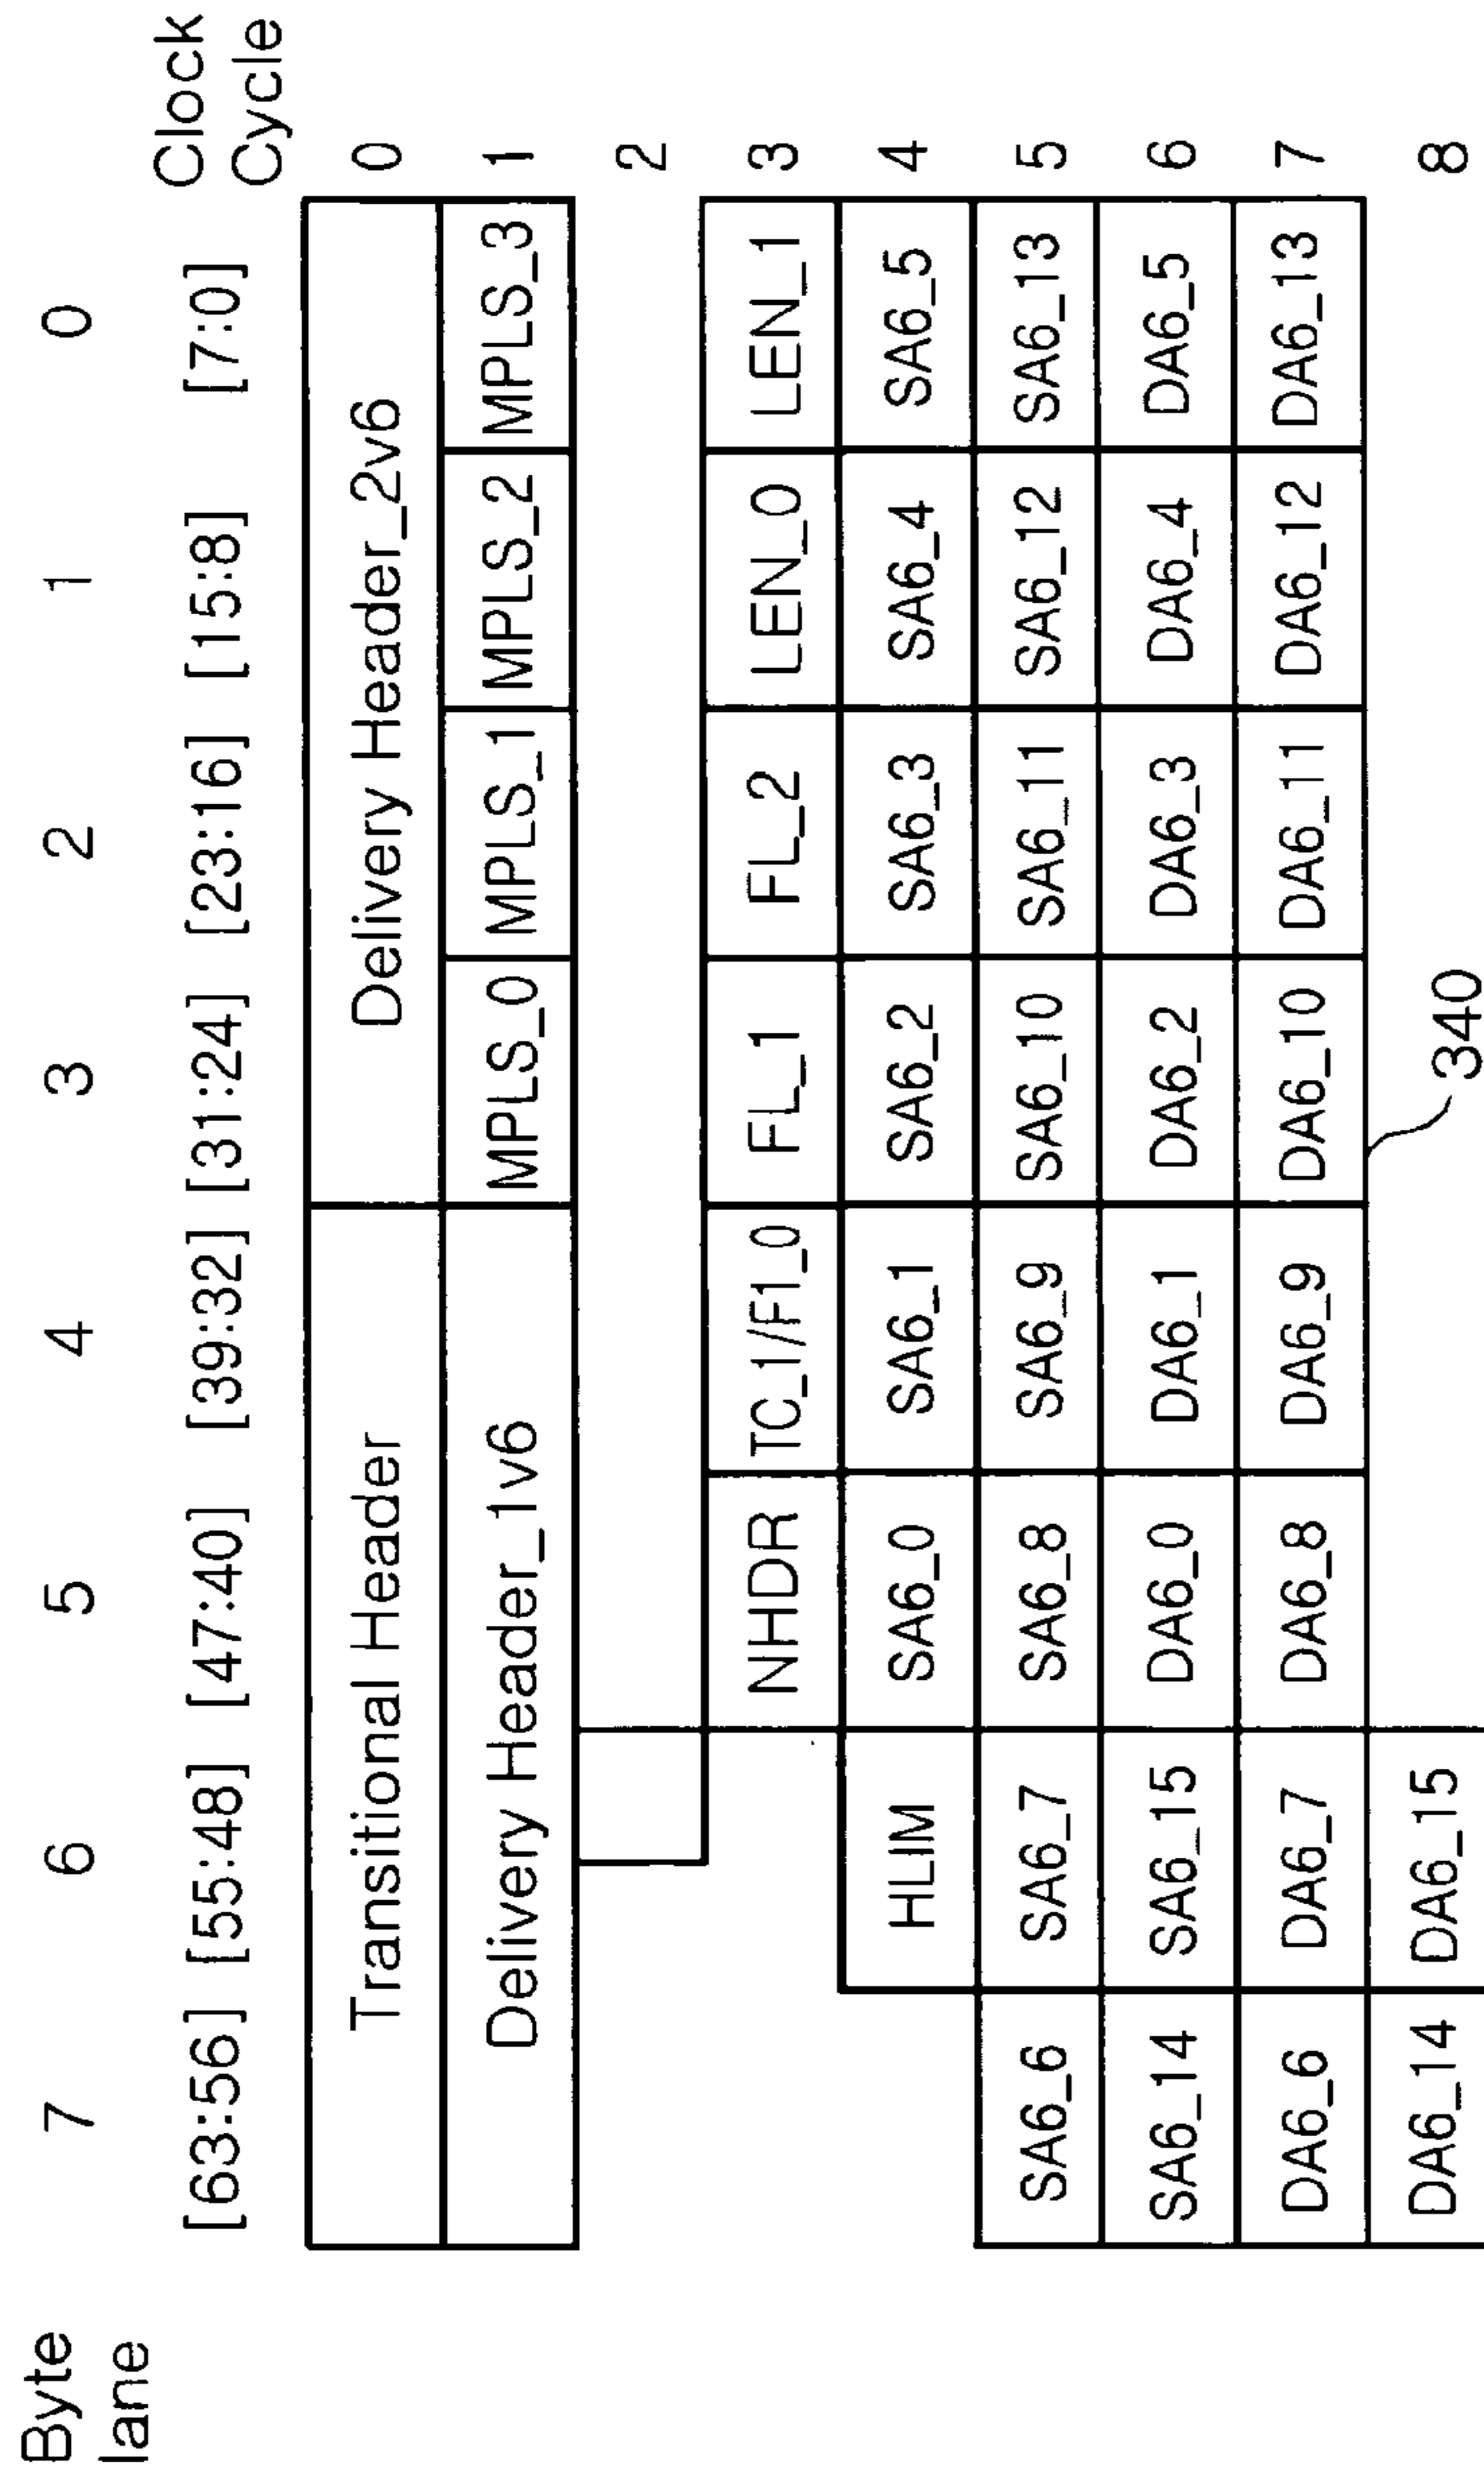 Byte lane 7 6 5 4 3 2 1 0
[63:56] [55:48] [47:40] [39:32] [31:24] [23:16] [15:8] [7:0] Clock Cycle
Transitional Header Delivery Header_2v6 0
Delivery Header_1v6 MPLS_0 MPLS_1 MPLS_2 MPLS_3 1
2
NHDR TC_1/F1_0 FL_1 FL_2 LEN_0 LEN_1 3
HLIM SA6_0 SA6_1 SA6_2 SA6_3 SA6_4 SA6_5 4
SA6_6 SA6_7 SA6_8 SA6_9 SA6_10 SA6_11 SA6_12 SA6_13 5
SA6_14 SA6_15 DA6_0 DA6_1 DA6_2 DA6_3 DA6_4 DA6_5 6
DA6_6 DA6_7 DA6_8 DA6_9 DA6_10 DA6_11 DA6_12 DA6_13 7
DA6_14 DA6_15 340 8